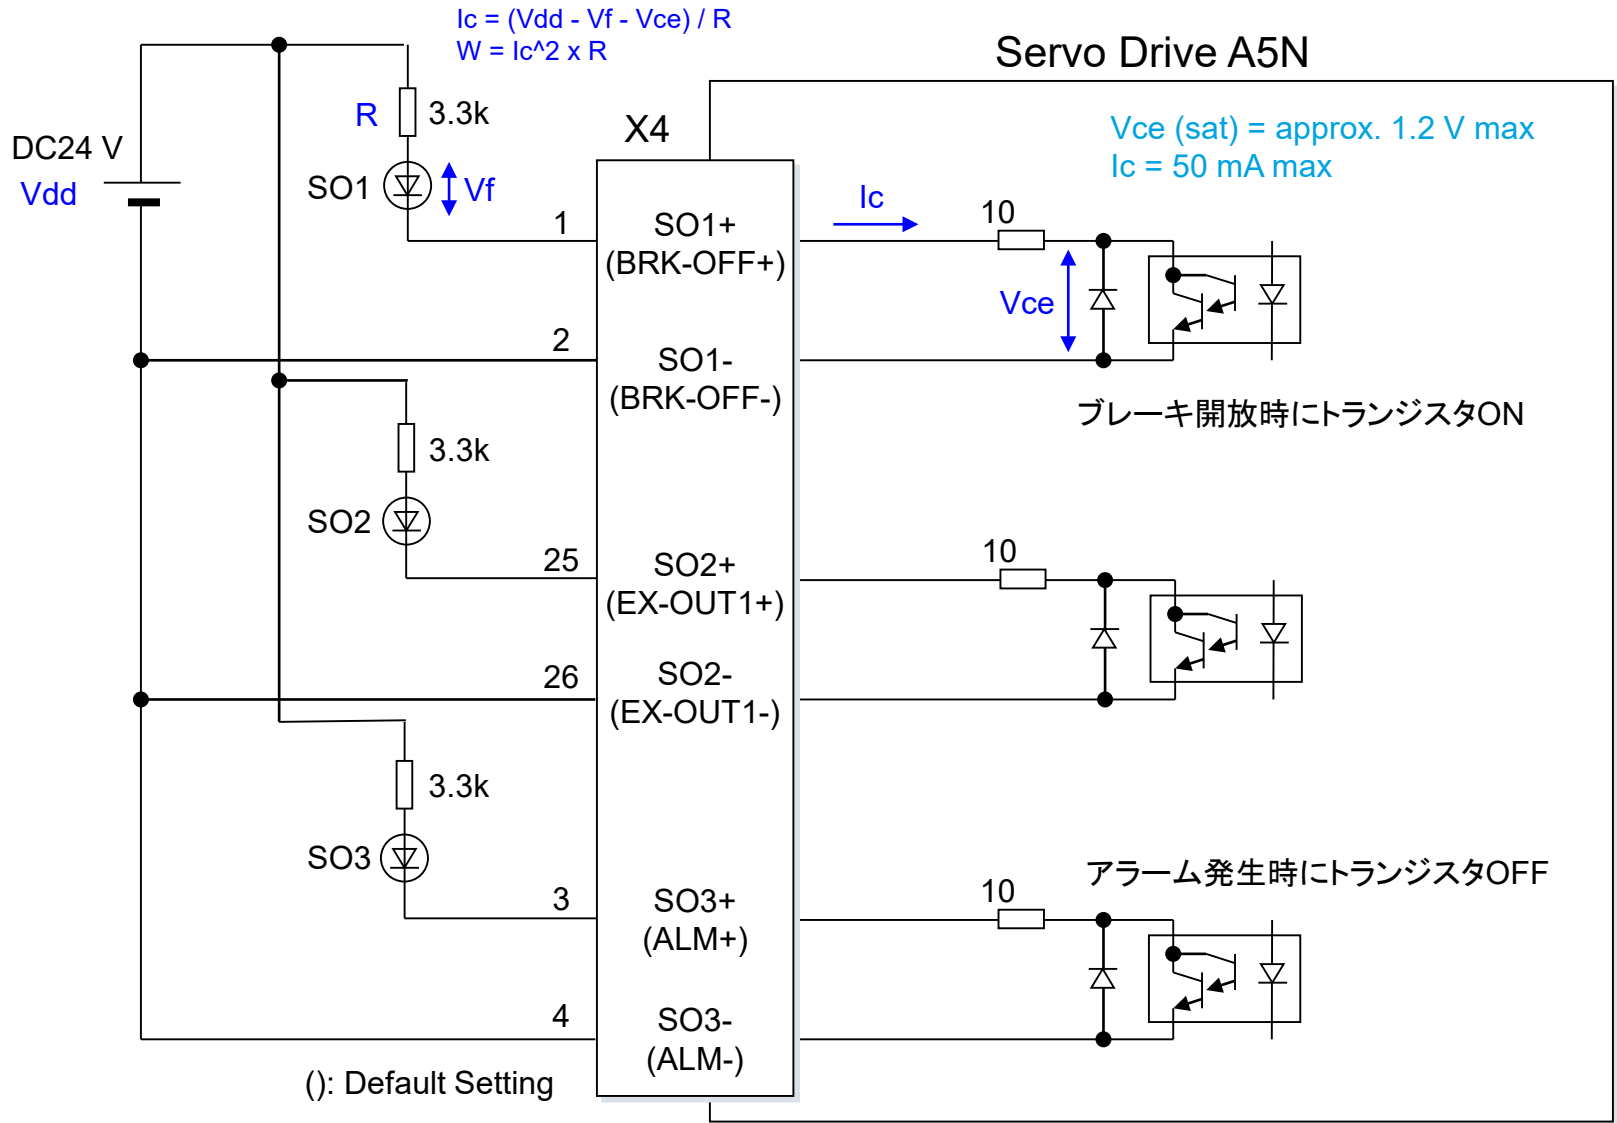 Ic = (Vdd - Vf - Vce) / R
W = Ic^2 x R
Servo Drive A5N
R
3.3k
X4
Vce (sat) = approx. 1.2 V max
Ic = 50 mA max
DC24 V
Vdd
SO1
Vf
1
SO1+
(BRK-OFF+)
Ic
10
Vce
2
SO1-
(BRK-OFF-)
ブレーキ開放時にトランジスタON
3.3k
SO2
25
SO2+
(EX-OUT1+)
10
26
SO2-
(EX-OUT1-)
3.3k
SO3
3
SO3+
(ALM+)
10
アラーム発生時にトランジスタOFF
4
SO3-
(ALM-)
(): Default Setting